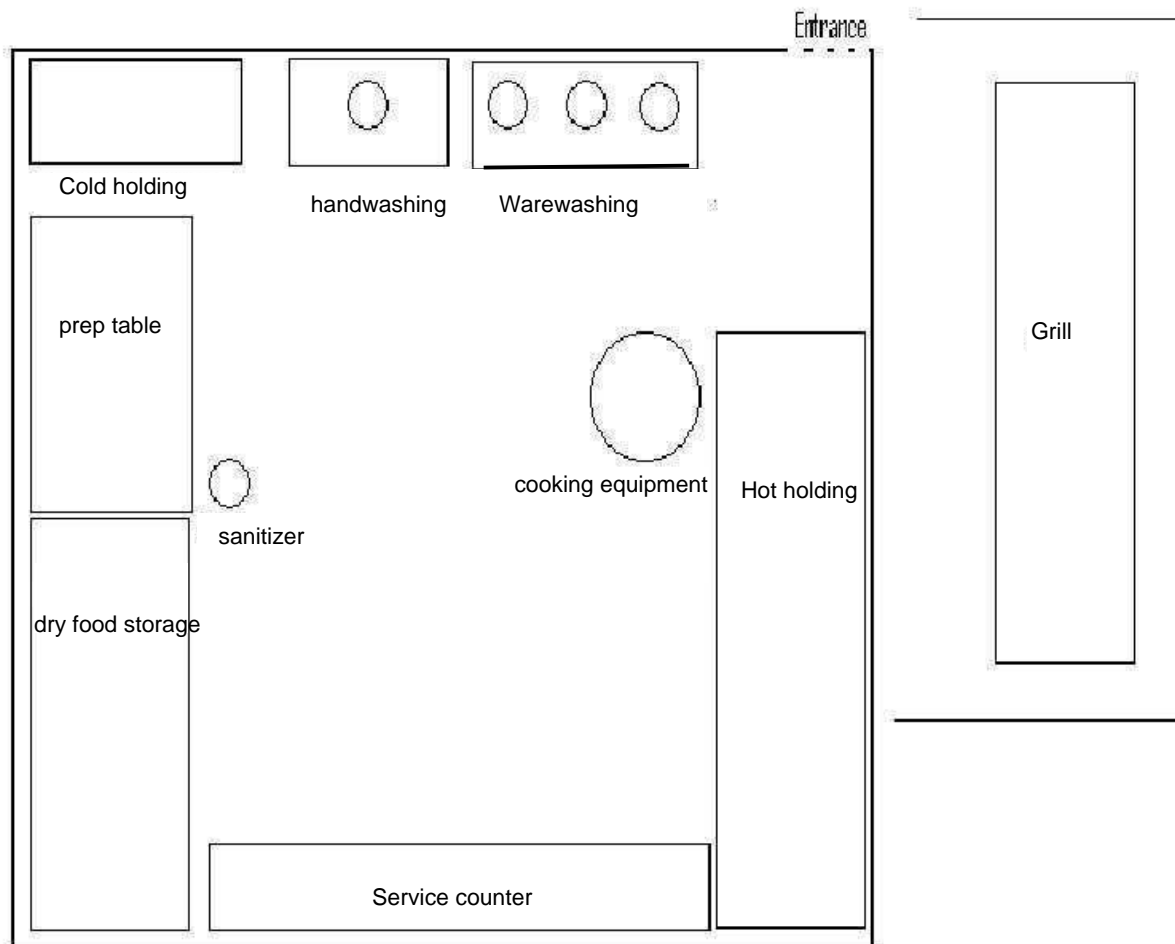 Entrance
Cold holding
handwashing
Warewashing
prep table
Grill
cooking equipment
Hot holding
sanitizer
dry food storage
Service counter